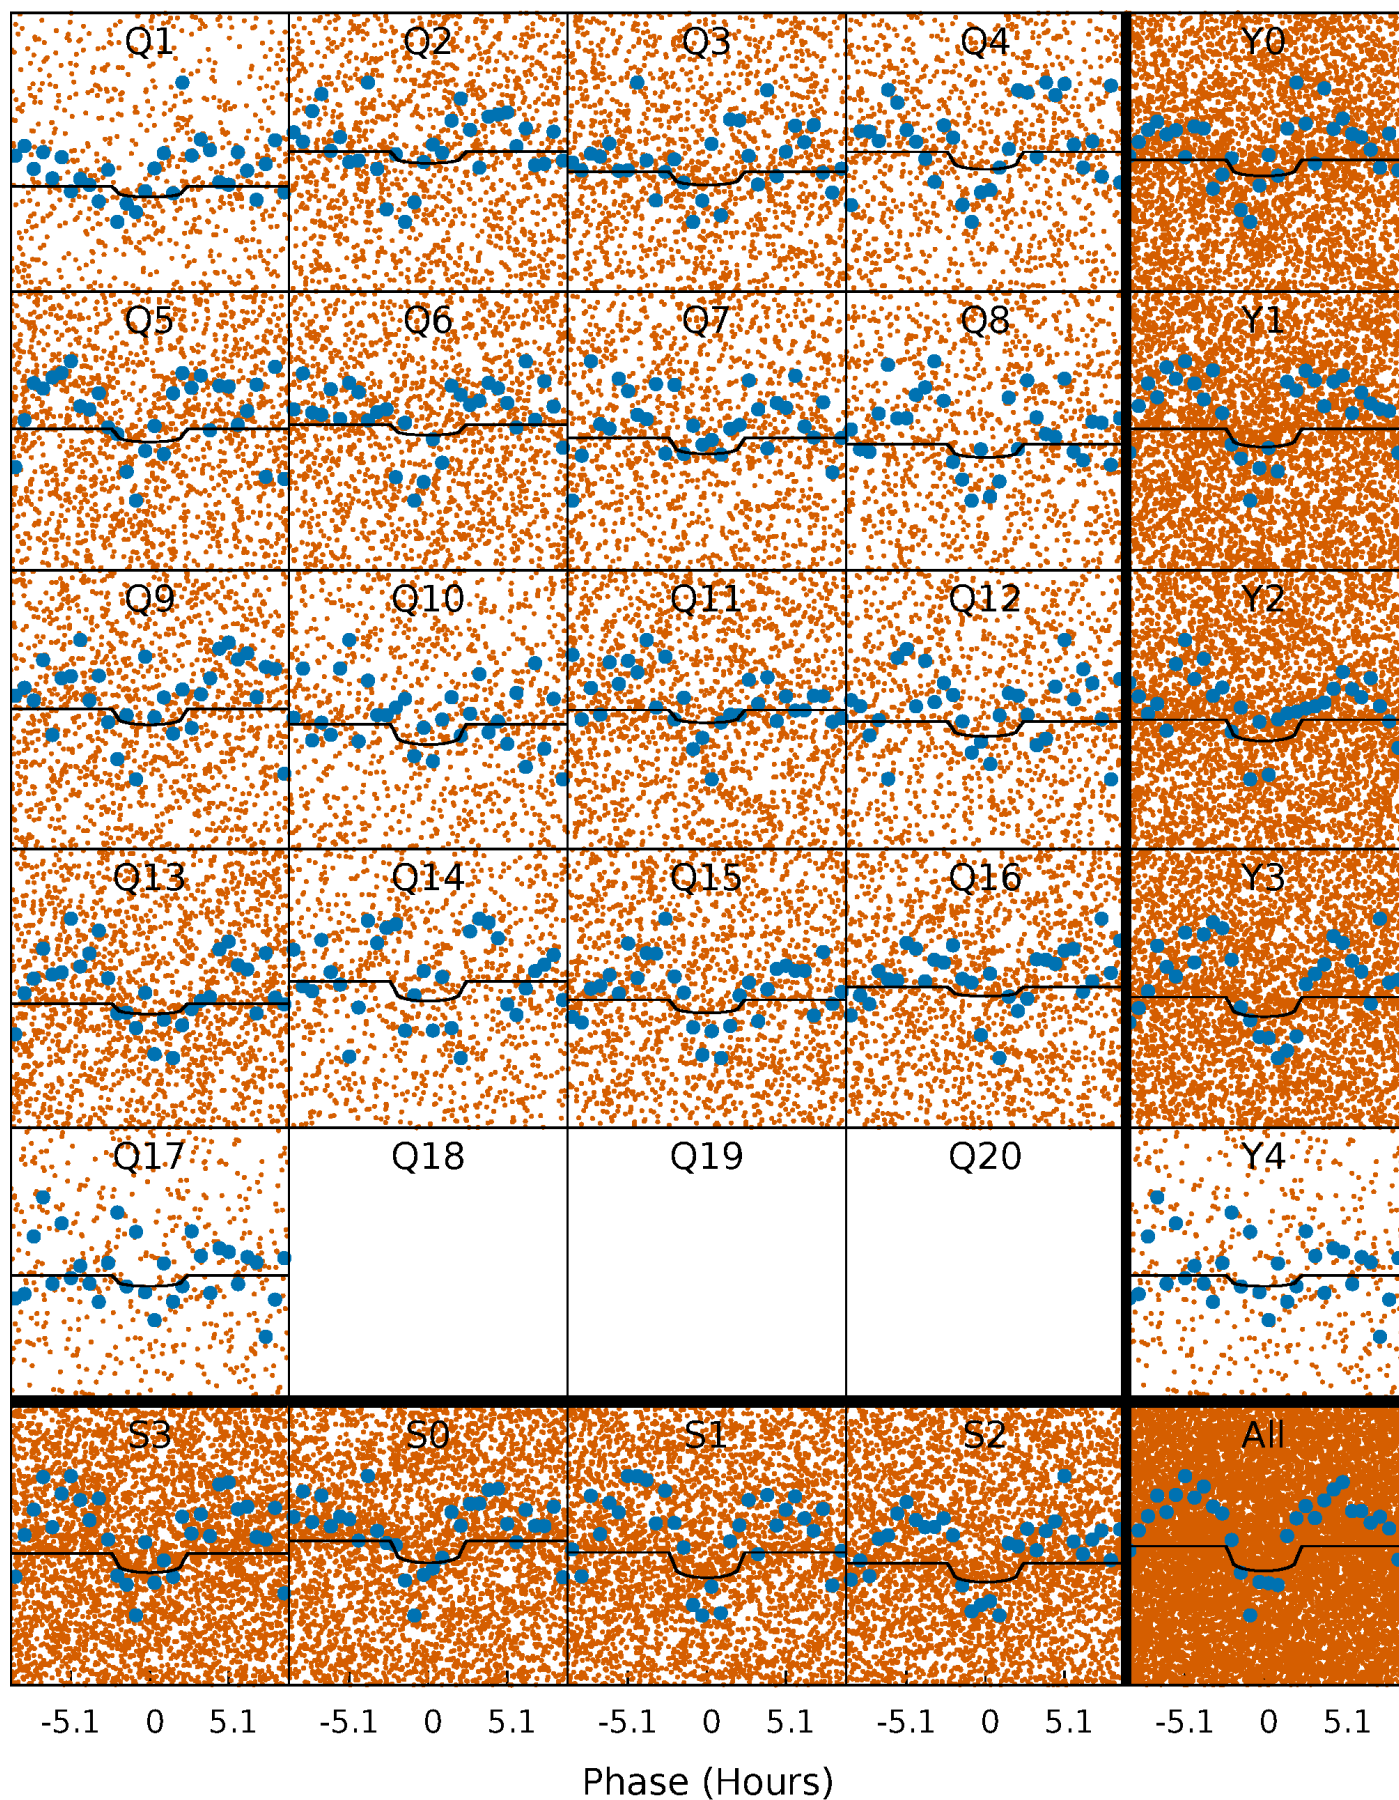 Q1 Q2 Q3 Q4 Y0
Q5 Q6 Q7 Q8 Y1
Q9 Q10 Q11 Q12 Y2
Q13 Q14 Q15 Q16 Y3
Q17 Q18 Q19 Q20 Y4
S3 S0 S1 S2 All
-5.1 0 5.1 -5.1 0 5.1 -5.1 0 5.1 -5.1 0 5.1 -5.1 0 5.1
Phase (Hours)